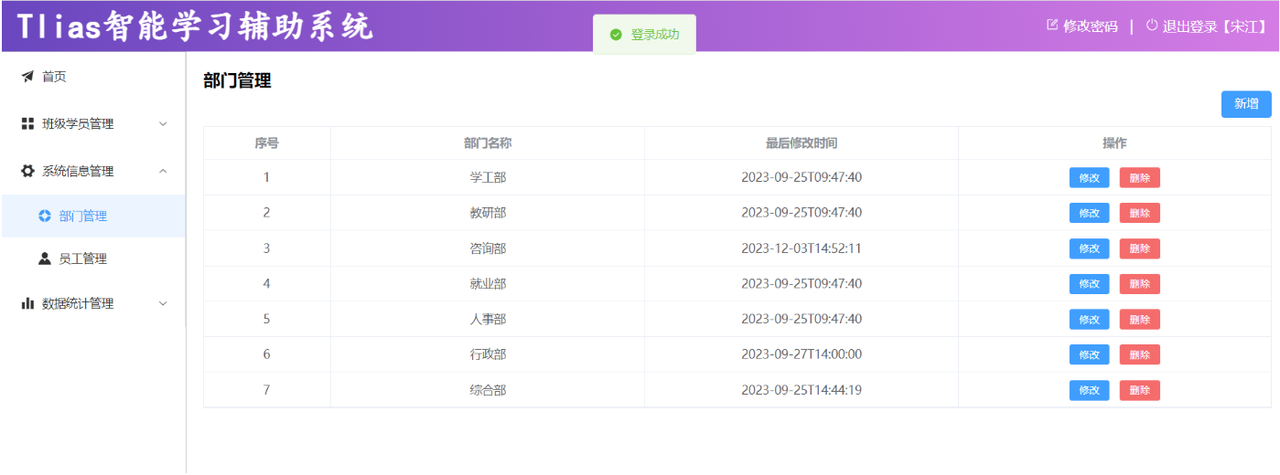 Tlias智能学习辅助系统
登录成功
修改密码 | 退出登录【宋江】
首页
班级学员管理
系统信息管理
部门管理
员工管理
数据统计管理
部门管理
新增
序号 部门名称 最后修改时间 操作
1 学工部 2023-09-25T09:47:40 修改 删除
2 教研部 2023-09-25T09:47:40 修改 删除
3 咨询部 2023-12-03T14:52:11 修改 删除
4 就业部 2023-09-25T09:47:40 修改 删除
5 人事部 2023-09-25T09:47:40 修改 删除
6 行政部 2023-09-27T14:00:00 修改 删除
7 综合部 2023-09-25T14:44:19 修改 删除